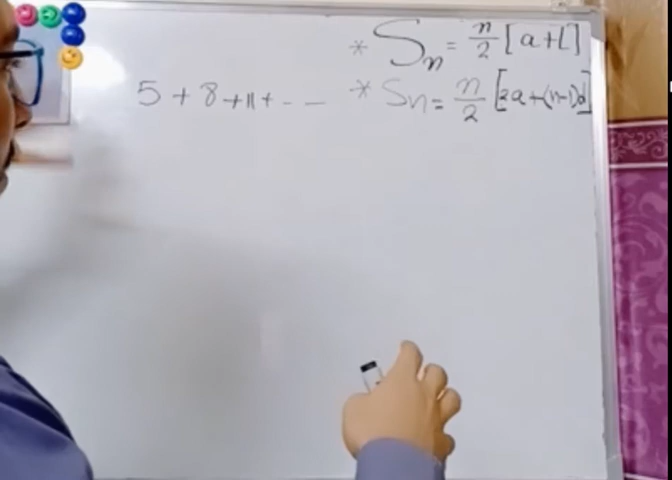 * Sn = n/2 [a+l]
5 + 8 + 11 + - - * Sn = n/2 [2a+(n-1)d]